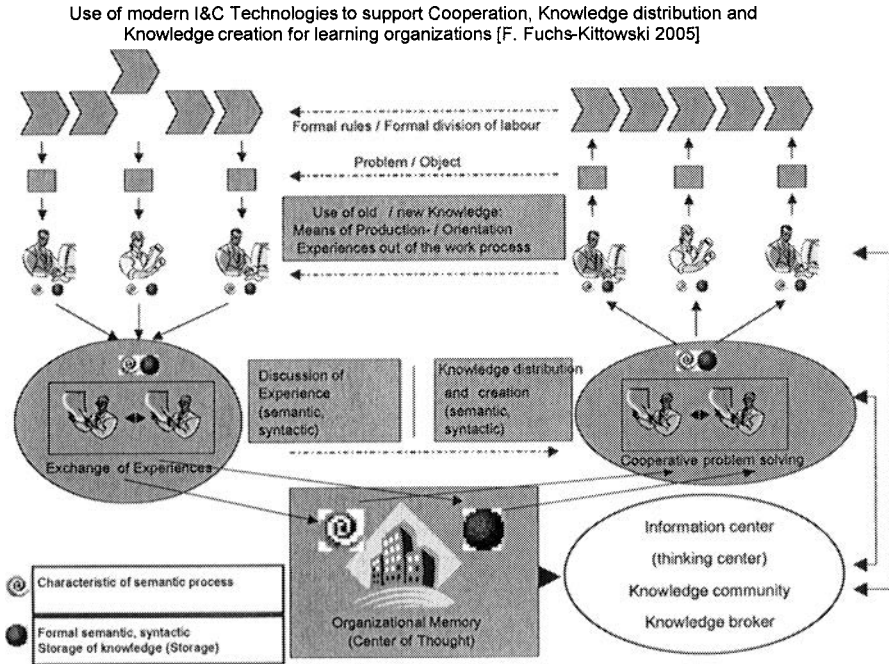 Use of modern I&C Technologies to support Cooperation, Knowledge distribution and
Knowledge creation for learning organizations [F. Fuchs-Kittowski 2005]
Formal rules / Formal division of labour
Problem / Object
Use of old / new Knowledge:
Means of Production- / Orientation
Experiences out of the work process
Discussion of
Experience
(semantic,
syntactic)
Knowledge distribution
and creation
(semantic,
syntactic)
Exchange of Experiences
Cooperative problem solving
@
Organizational Memory
(Center of Thought)
Information center
(thinking center)
Knowledge community
Knowledge broker
@ Characteristic of semantic process
Formal semantic, syntactic
Storage of knowledge (Storage)